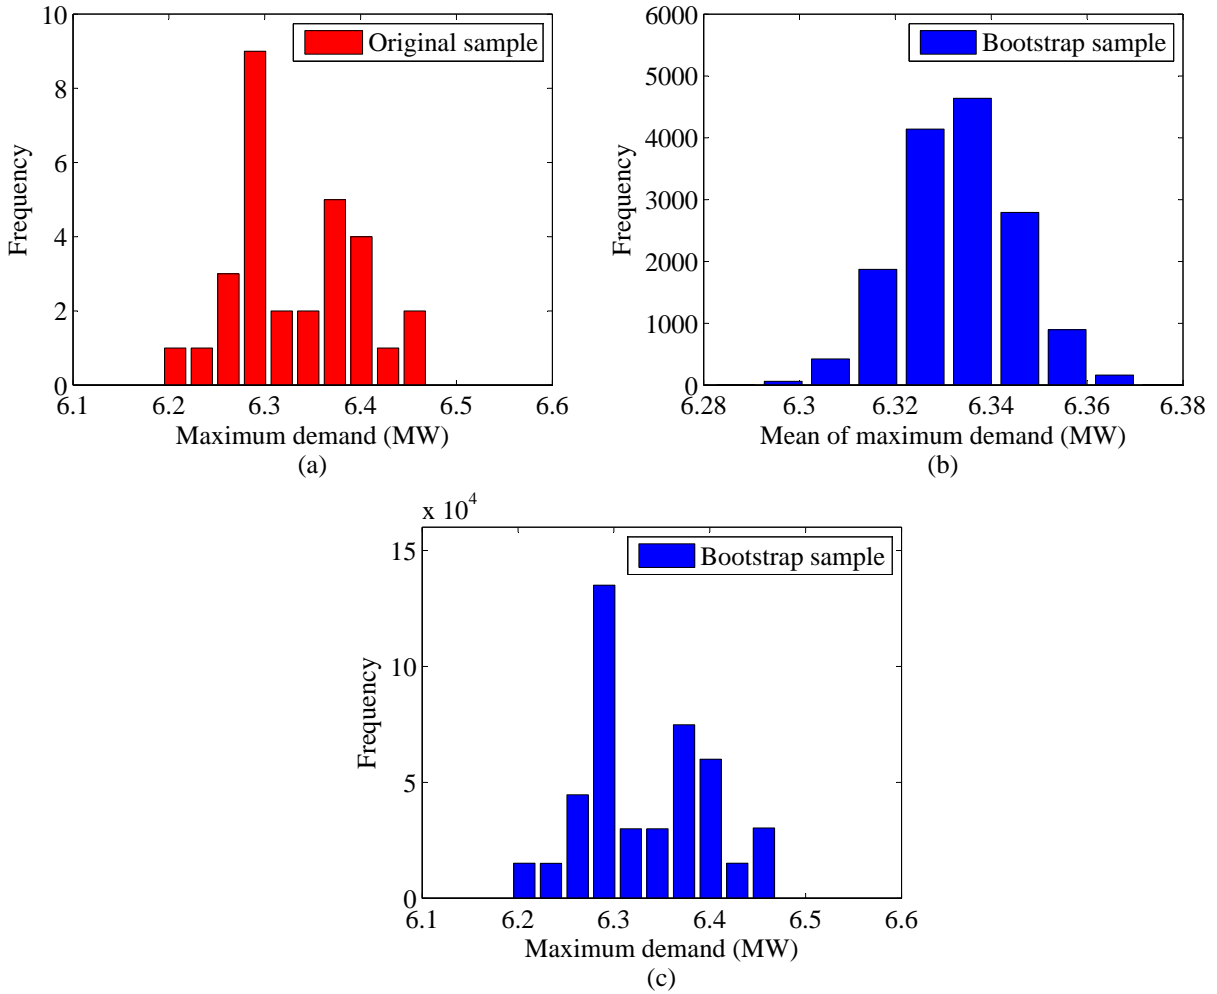 10
8
6
4
2
0
Frequency
Original sample
6.1 6.2 6.3 6.4 6.5 6.6
Maximum demand (MW)
(a)
6000
5000
4000
3000
2000
1000
0
Frequency
Bootstrap sample
6.28 6.3 6.32 6.34 6.36 6.38
Mean of maximum demand (MW)
(b)
x 10^4
15
10
5
0
Frequency
Bootstrap sample
6.1 6.2 6.3 6.4 6.5 6.6
Maximum demand (MW)
(c)